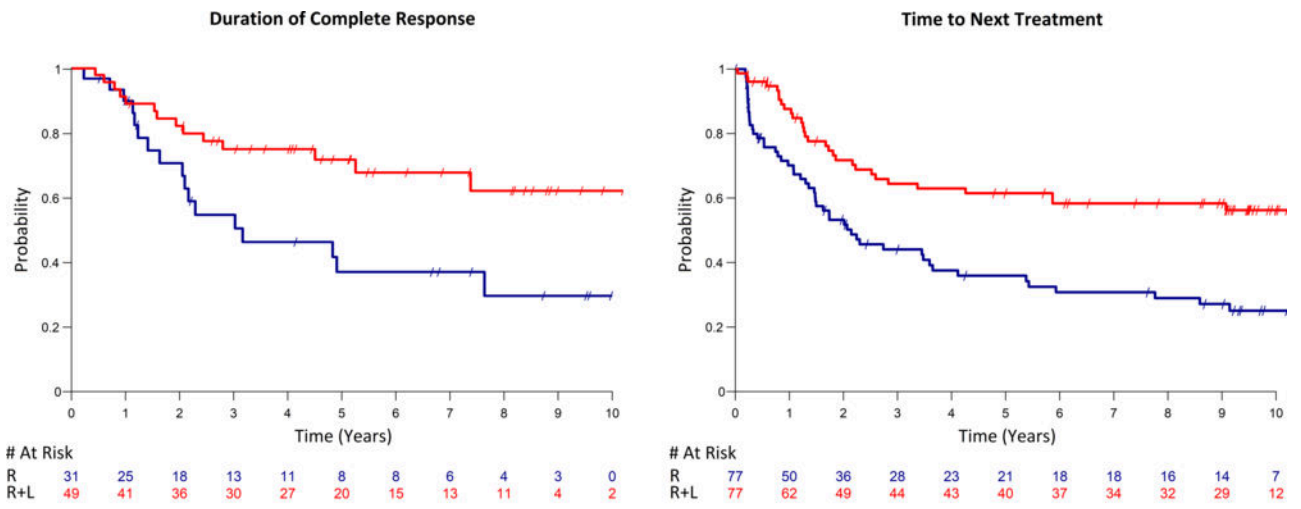 Duration of Complete Response
1
0.8
0.6
0.4
0.2
0
Probability
0 1 2 3 4 5 6 7 8 9 10
Time (Years)
# At Risk
R 31 25 18 13 11 8 8 6 4 3 0
R+L 49 41 36 30 27 20 15 13 11 4 2
Time to Next Treatment
1
0.8
0.6
0.4
0.2
0
Probability
0 1 2 3 4 5 6 7 8 9 10
Time (Years)
# At Risk
R 77 50 36 28 23 21 18 18 16 14 7
R+L 77 62 49 44 43 40 37 34 32 29 12